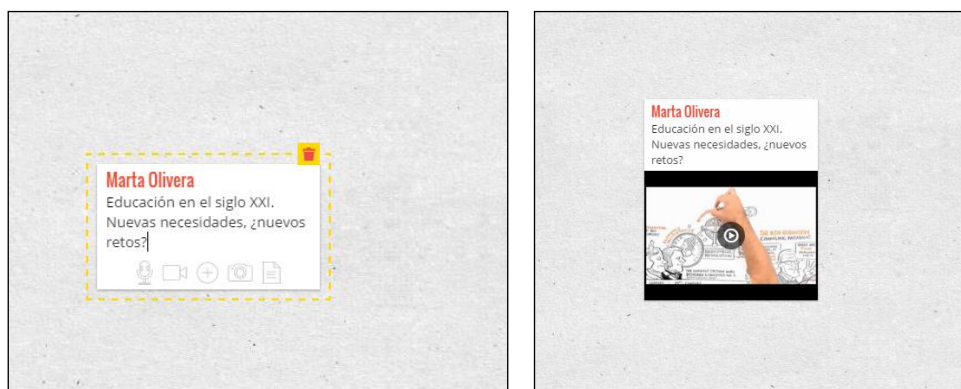 Marta Olivera
Educación en el siglo XXI.
Nuevas necesidades, ¿nuevos
retos?
Marta Olivera
Educación en el siglo XXI.
Nuevas necesidades, ¿nuevos
retos?